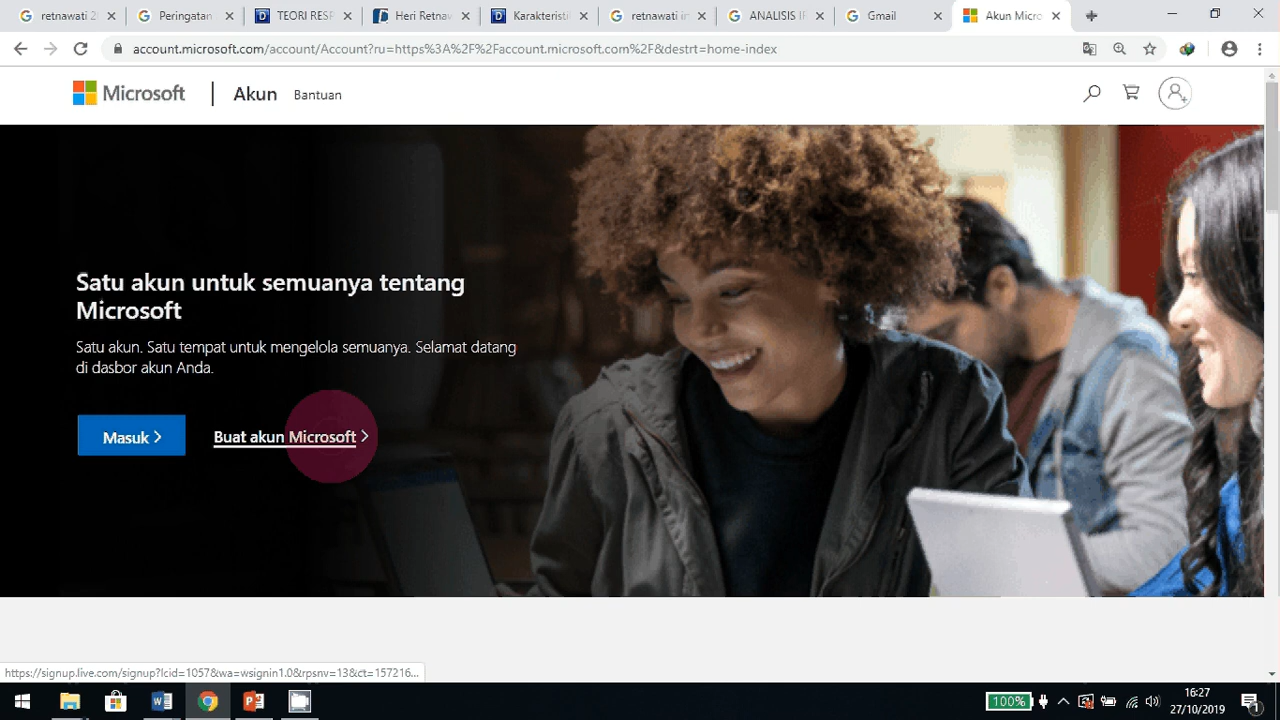 retnawati 2
Peringatan
TEORI RESP
Heri Retnaw
Karakteristi
retnawati in
ANALISIS IF
Gmail
Akun Micro
account.microsoft.com/account/Account?ru=https%3A%2F%2Faccount.microsoft.com%2F&destrt=home-index
Microsoft
Akun
Bantuan
Satu akun untuk semuanya tentang
Microsoft
Satu akun. Satu tempat untuk mengelola semuanya. Selamat datang
di dasbor akun Anda.
Masuk
Buat akun Microsoft
https://signup.live.com/signup?lcid=1057&wa=wsignin1.0&rpsnv=13&ct=157216...
100%
16:27
27/10/2019
1